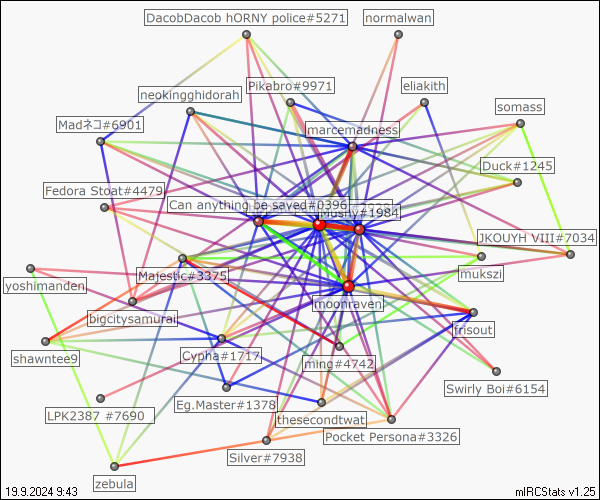 DacobDacob hORNY police#5271
normalwan
Pikabro#9971
eliakith
neokingghidorah
somass
Madネコ#6901
marcemadness
Duck#1245
Fedora Stoat#4479
Can anything be saved#0396
Mushy#1984
JKOUYH VIII#7034
Majestic#3375
mukszi
yoshimanden
moonraven
bigcitysamurai
frisout
shawntee9
Cypha#1717
ming#4742
Swirly Boi#6154
LPK2387 #7690
Eg.Master#1378
thesecondtwat
Pocket Persona#3326
Silver#7938
zebula
19.9.2024 9:43
mIRCStats v1.25